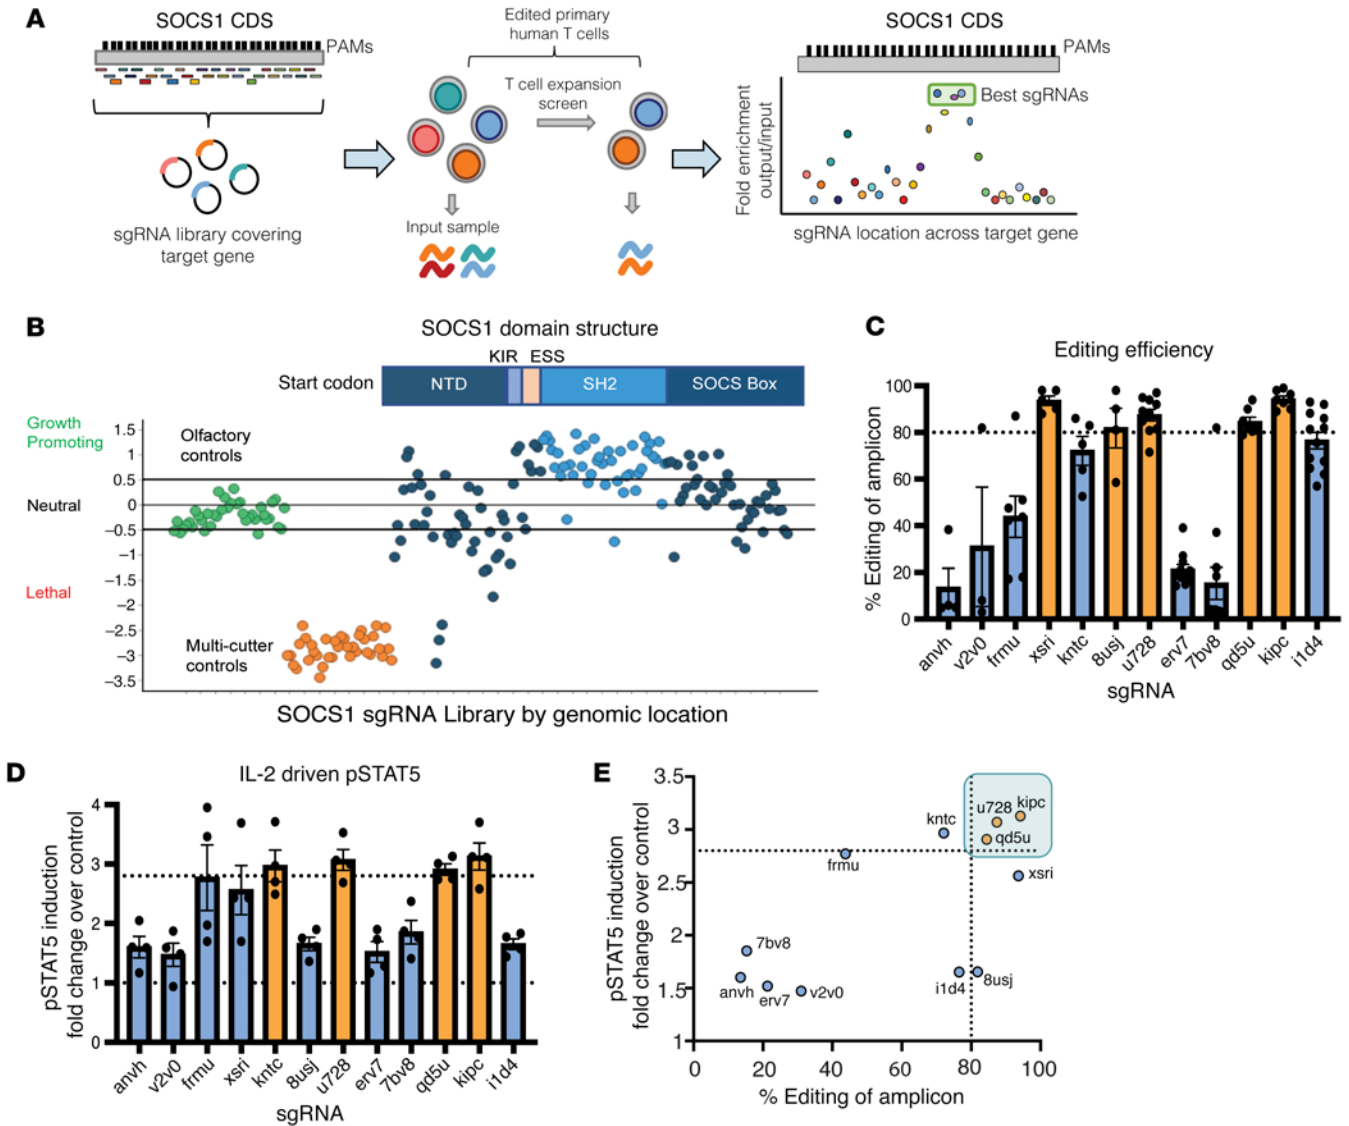 A
SOCS1 CDS
PAMs
sgRNA library covering
target gene
Edited primary
human T cells
T cell expansion
screen
Input sample
SOCS1 CDS
PAMs
Best sgRNAs
Fold enrichment
output/input
sgRNA location across target gene
B
SOCS1 domain structure
KIR ESS
Start codon
NTD
SH2
SOCS Box
Growth
Promoting
Neutral
Lethal
Olfactory
controls
Multi-cutter
controls
1.5
1
0.5
0
−0.5
−1
−1.5
−2
−2.5
−3
−3.5
SOCS1 sgRNA Library by genomic location
C
Editing efficiency
% Editing of amplicon
100
80
60
40
20
0
anvh
v2v0
frmu
xsri
kntc
8usj
u728
erv7
7bv8
qd5u
kipc
i1d4
sgRNA
D
IL-2 driven pSTAT5
pSTAT5 induction
fold change over control
4
3
2
1
0
anvh
v2v0
frmu
xsri
kntc
8usj
u728
erv7
7bv8
qd5u
kipc
i1d4
sgRNA
E
pSTAT5 induction
fold change over control
3.5
3
2.5
2
1.5
1
kntc
u728
kipc
qd5u
frmu
xsri
7bv8
anvh
erv7
v2v0
i1d4
8usj
0
20
40
60
80
100
% Editing of amplicon